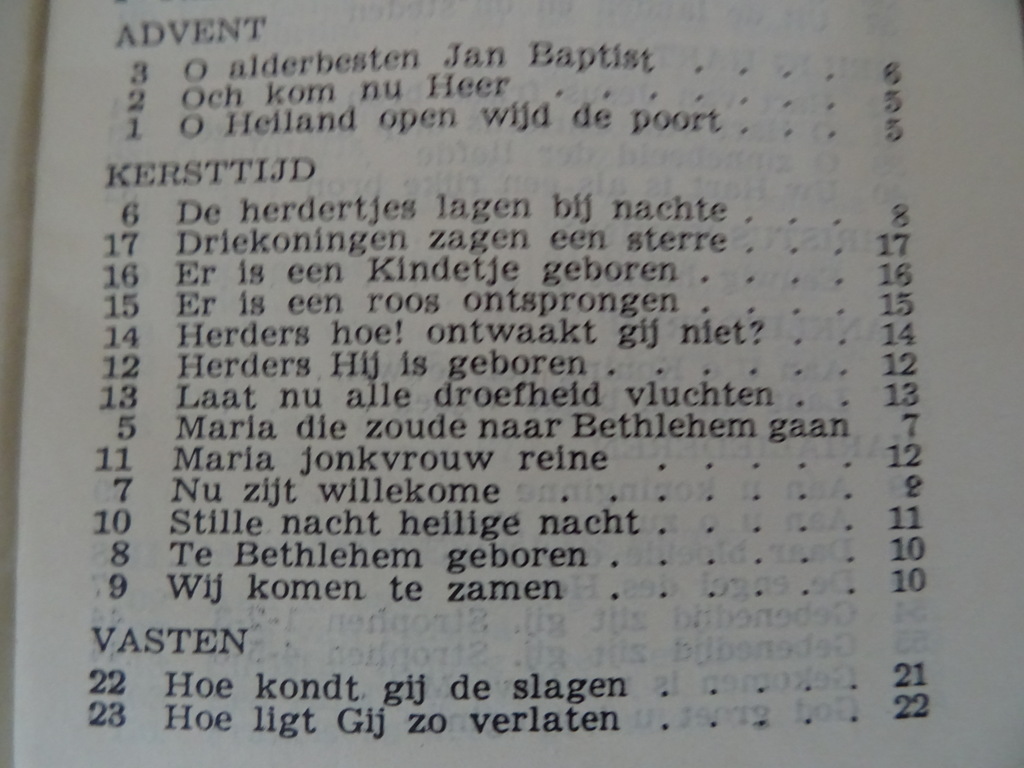 ADVENT
3 O alderbesten Jan Baptist . . . . 6
2 Och kom nu Heer . . . . . . . 5
1 O Heiland open wijd de poort . . . 5
KERSTTIJD
6 De herdertjes lagen bij nachte . . . 8
17 Driekoningen zagen een sterre . . . 17
16 Er is een Kindetje geboren . . . . 16
15 Er is een roos ontsprongen . . . . 15
14 Herders hoe! ontwaakt gij niet? . . 14
12 Herders Hij is geboren . . . . . 12
13 Laat nu alle droefheid vluchten . . 13
5 Maria die zoude naar Bethlehem gaan 7
11 Maria jonkvrouw reine . . . . . 12
7 Nu zijt willekome . . . . . . . 9
10 Stille nacht heilige nacht . . . . . 11
8 Te Bethlehem geboren . . . . . . 10
9 Wij komen te zamen . . . . . . 10
VASTEN
22 Hoe kondt gij de slagen . . . . . 21
23 Hoe ligt Gij zo verlaten . . . . . 22